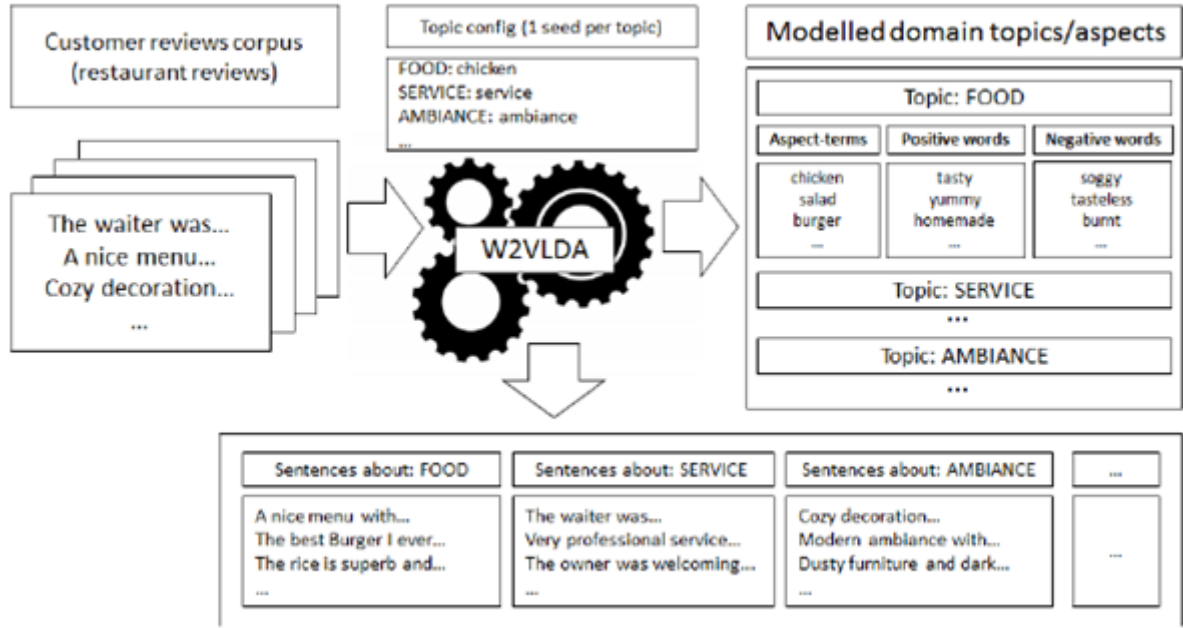 Customer reviews corpus
(restaurant reviews)
The waiter was...
A nice menu...
Cozy decoration...
...
Topic config (1 seed per topic)
FOOD: chicken
SERVICE: service
AMBIANCE: ambiance
...
W2VLDA
Modelled domain topics/aspects
Topic: FOOD
Aspect-terms
chicken
salad
burger
...
Positive words
tasty
yummy
homemade
...
Negative words
soggy
tasteless
burnt
...
Topic: SERVICE
...
Topic: AMBIANCE
...
Sentences about: FOOD
A nice menu with...
The best Burger I ever...
The rice is superb and...
...
Sentences about: SERVICE
The waiter was...
Very professional service...
The owner was welcoming...
...
Sentences about: AMBIANCE
Cozy decoration...
Modern ambiance with...
Dusty furniture and dark...
...
...
...